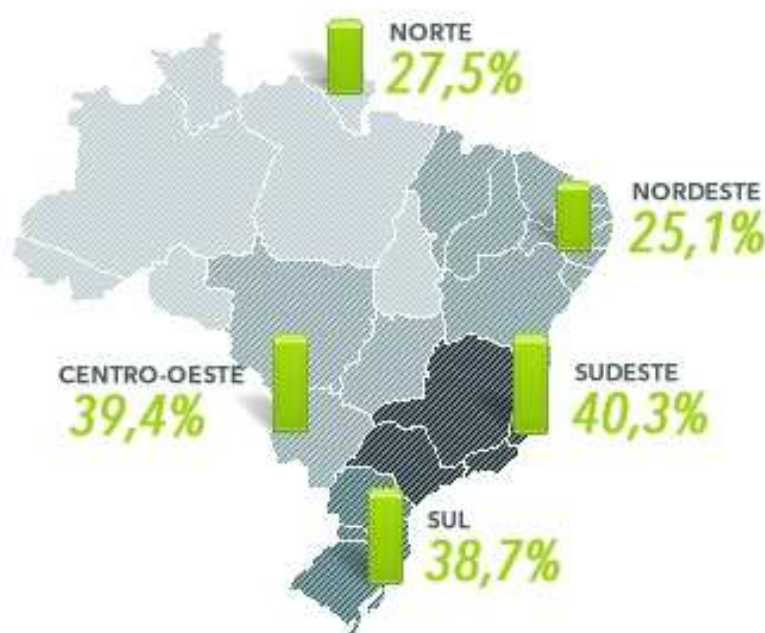 NORTE
27,5%
NORDESTE
25,1%
CENTRO-OESTE
39,4%
SUDESTE
40,3%
SUL
38,7%